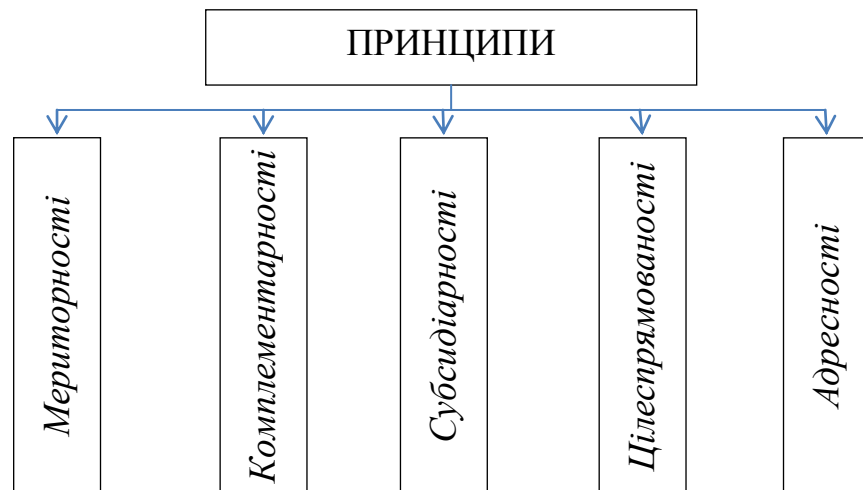 ПРИНЦИПИ
Мериторності
Комплементарності
Субсидіарності
Цілеспрямованості
Адресності